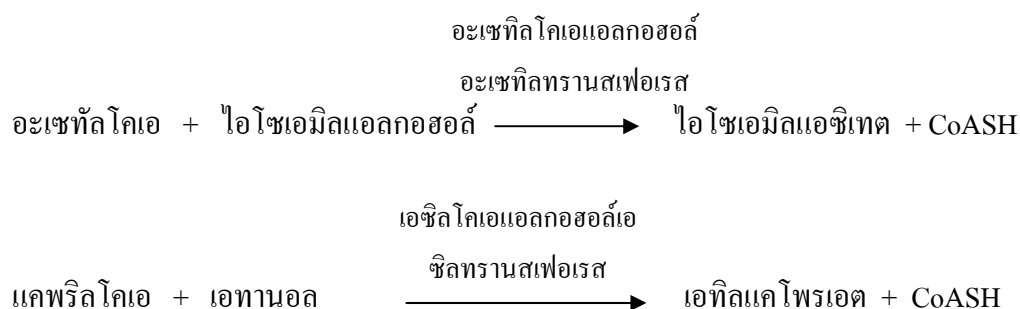 อะเซทิลโคเอแอลกอฮอล์
อะเซทิลทรานสเฟอเรส
อะเซทัลโคเอ + ไอโซเอมิลแอลกอฮอล์ ⟶ ไอโซเอมิลแอซิเทต + CoASH
เอซิลโคเอแอลกอฮอล์เอ
ซิลทรานสเฟอเรส
แคพริลโคเอ + เอทานอล ⟶ เอทิลแคโพรเอต + CoASH